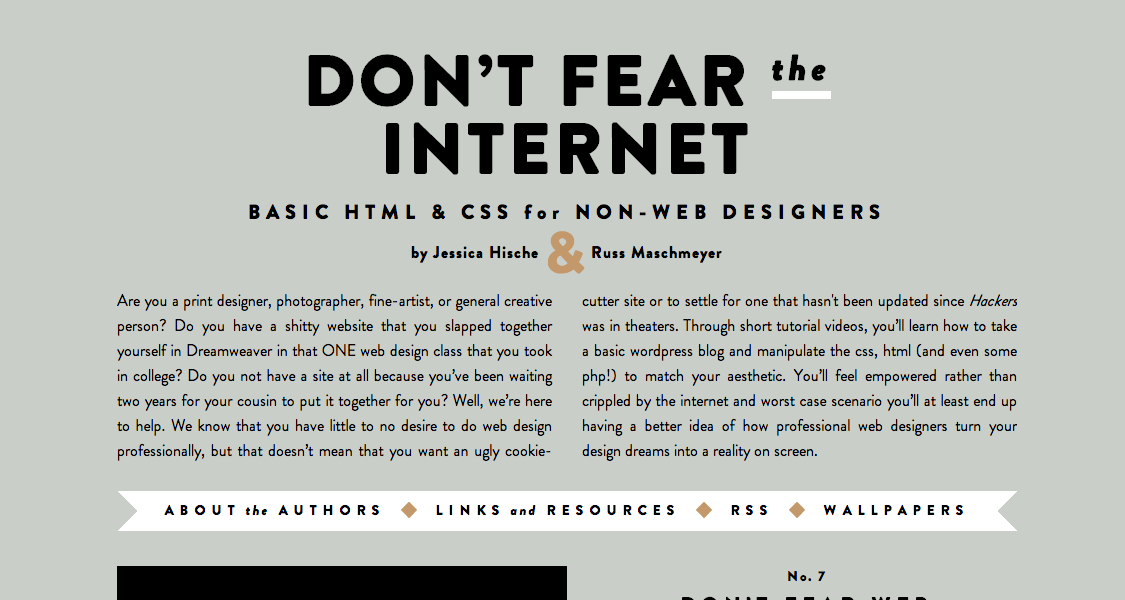 DON'T FEAR the
INTERNET
BASIC HTML & CSS for NON-WEB DESIGNERS
by Jessica Hische & Russ Maschmeyer
Are you a print designer, photographer, fine-artist, or general creative
person? Do you have a shitty website that you slapped together
yourself in Dreamweaver in that ONE web design class that you took
in college? Do you not have a site at all because you've been waiting
two years for your cousin to put it together for you? Well, we're here
to help. We know that you have little to no desire to do web design
professionally, but that doesn't mean that you want an ugly cookie-
cutter site or to settle for one that hasn't been updated since Hackers
was in theaters. Through short tutorial videos, you'll learn how to take
a basic wordpress blog and manipulate the css, html (and even some
php!) to match your aesthetic. You'll feel empowered rather than
crippled by the internet and worst case scenario you'll at least end up
having a better idea of how professional web designers turn your
design dreams into a reality on screen.
ABOUT the AUTHORS ◆ LINKS and RESOURCES ◆ RSS ◆ WALLPAPERS
No. 7
DON'T FEAR WEB